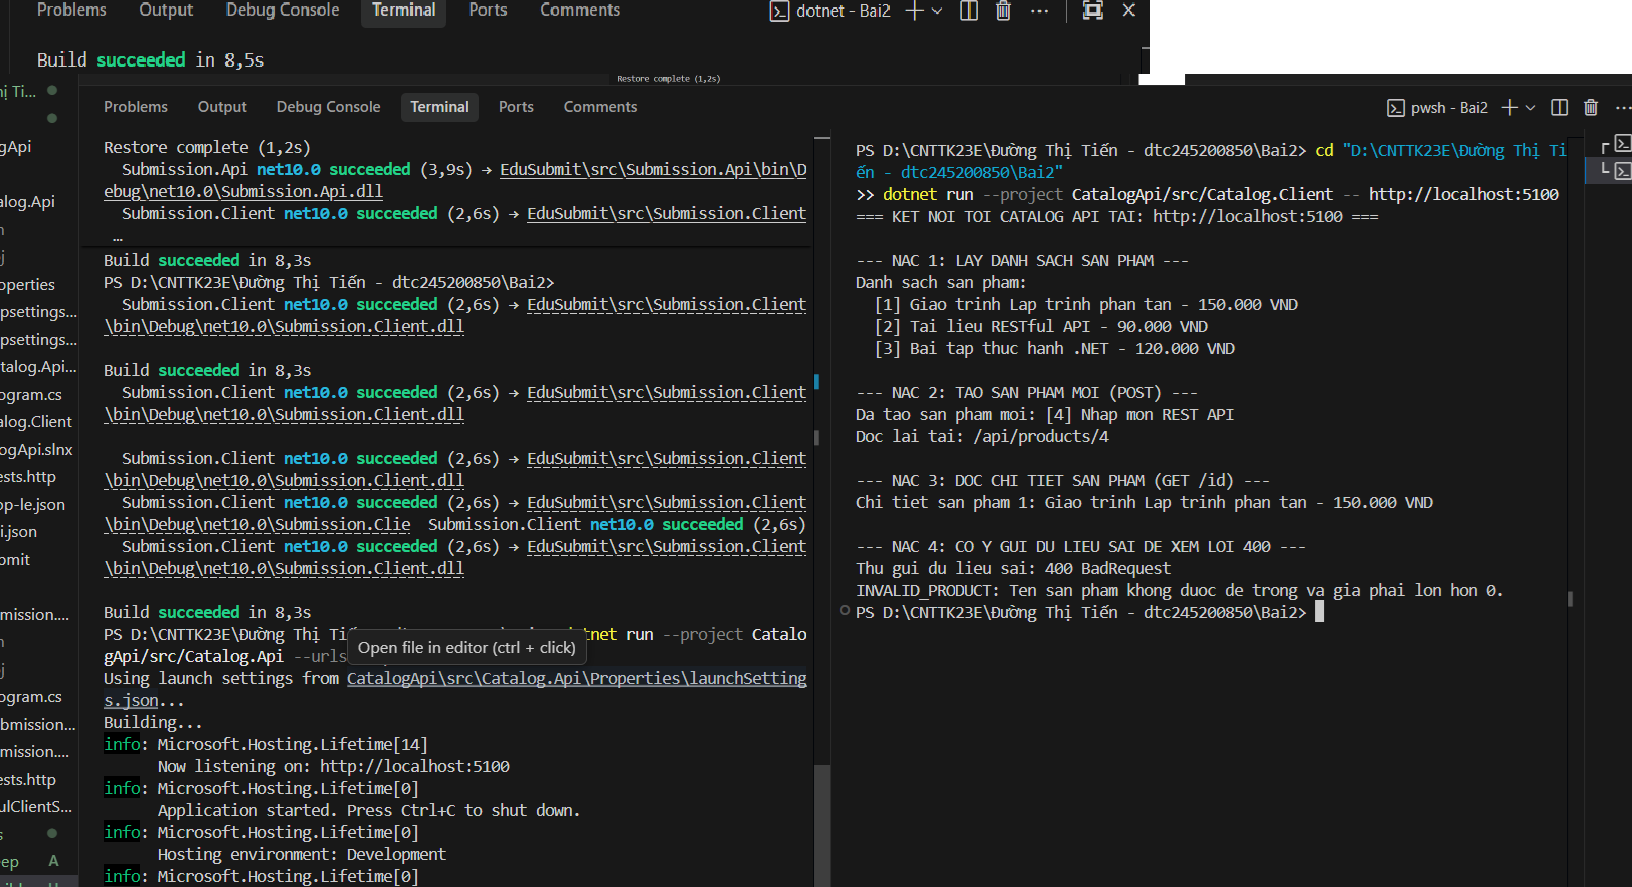 Problems Output Debug Console Terminal Ports Comments dotnet - Bai2
Build succeeded in 8,5s
Restore complete (1,2s)
Problems Output Debug Console Terminal Ports Comments pwsh - Bai2
ogram.cs
ests.http
ogram.cs
ests.http
A
Restore complete (1,2s)
Submission.Api net10.0 succeeded (3,9s) → EduSubmit\src\Submission.Api\bin\D
ebug\net10.0\Submission.Api.dll
Submission.Client net10.0 succeeded (2,6s) → EduSubmit\src\Submission.Client
…
Build succeeded in 8,3s
PS D:\CNTTK23E\Đường Thị Tiến - dtc245200850\Bai2>
Submission.Client net10.0 succeeded (2,6s) → EduSubmit\src\Submission.Client
\bin\Debug\net10.0\Submission.Client.dll
Build succeeded in 8,3s
Submission.Client net10.0 succeeded (2,6s) → EduSubmit\src\Submission.Client
\bin\Debug\net10.0\Submission.Client.dll
Submission.Client net10.0 succeeded (2,6s) → EduSubmit\src\Submission.Client
\bin\Debug\net10.0\Submission.Client.dll
Submission.Client net10.0 succeeded (2,6s) → EduSubmit\src\Submission.Client
\bin\Debug\net10.0\Submission.Clie Submission.Client net10.0 succeeded (2,6s)
Submission.Client net10.0 succeeded (2,6s) → EduSubmit\src\Submission.Client
\bin\Debug\net10.0\Submission.Client.dll
Build succeeded in 8,3s
PS D:\CNTTK23E\Đường Thị run --project Catalo
gApi/src/Catalog.Api --urls
Open file in editor (ctrl + click)
Using launch settings from CatalogApi\src\Catalog.Api\Properties\launchSetting
s.json...
Building...
info: Microsoft.Hosting.Lifetime[14]
Now listening on: http://localhost:5100
info: Microsoft.Hosting.Lifetime[0]
Application started. Press Ctrl+C to shut down.
info: Microsoft.Hosting.Lifetime[0]
Hosting environment: Development
info: Microsoft.Hosting.Lifetime[0]
PS D:\CNTTK23E\Đường Thị Tiến - dtc245200850\Bai2> cd "D:\CNTTK23E\Đường Thị Ti
ến - dtc245200850\Bai2"
>> dotnet run --project CatalogApi/src/Catalog.Client -- http://localhost:5100
=== KET NOI TOI CATALOG API TAI: http://localhost:5100 ===
--- NAC 1: LAY DANH SACH SAN PHAM ---
Danh sach san pham:
[1] Giao trinh Lap trinh phan tan - 150.000 VND
[2] Tai lieu RESTful API - 90.000 VND
[3] Bai tap thuc hanh .NET - 120.000 VND
--- NAC 2: TAO SAN PHAM MOI (POST) ---
Da tao san pham moi: [4] Nhap mon REST API
Doc lai tai: /api/products/4
--- NAC 3: DOC CHI TIET SAN PHAM (GET /id) ---
Chi tiet san pham 1: Giao trinh Lap trinh phan tan - 150.000 VND
--- NAC 4: CO Y GUI DU LIEU SAI DE XEM LOI 400 ---
Thu gui du lieu sai: 400 BadRequest
INVALID_PRODUCT: Ten san pham khong duoc de trong va gia phai lon hon 0.
PS D:\CNTTK23E\Đường Thị Tiến - dtc245200850\Bai2>